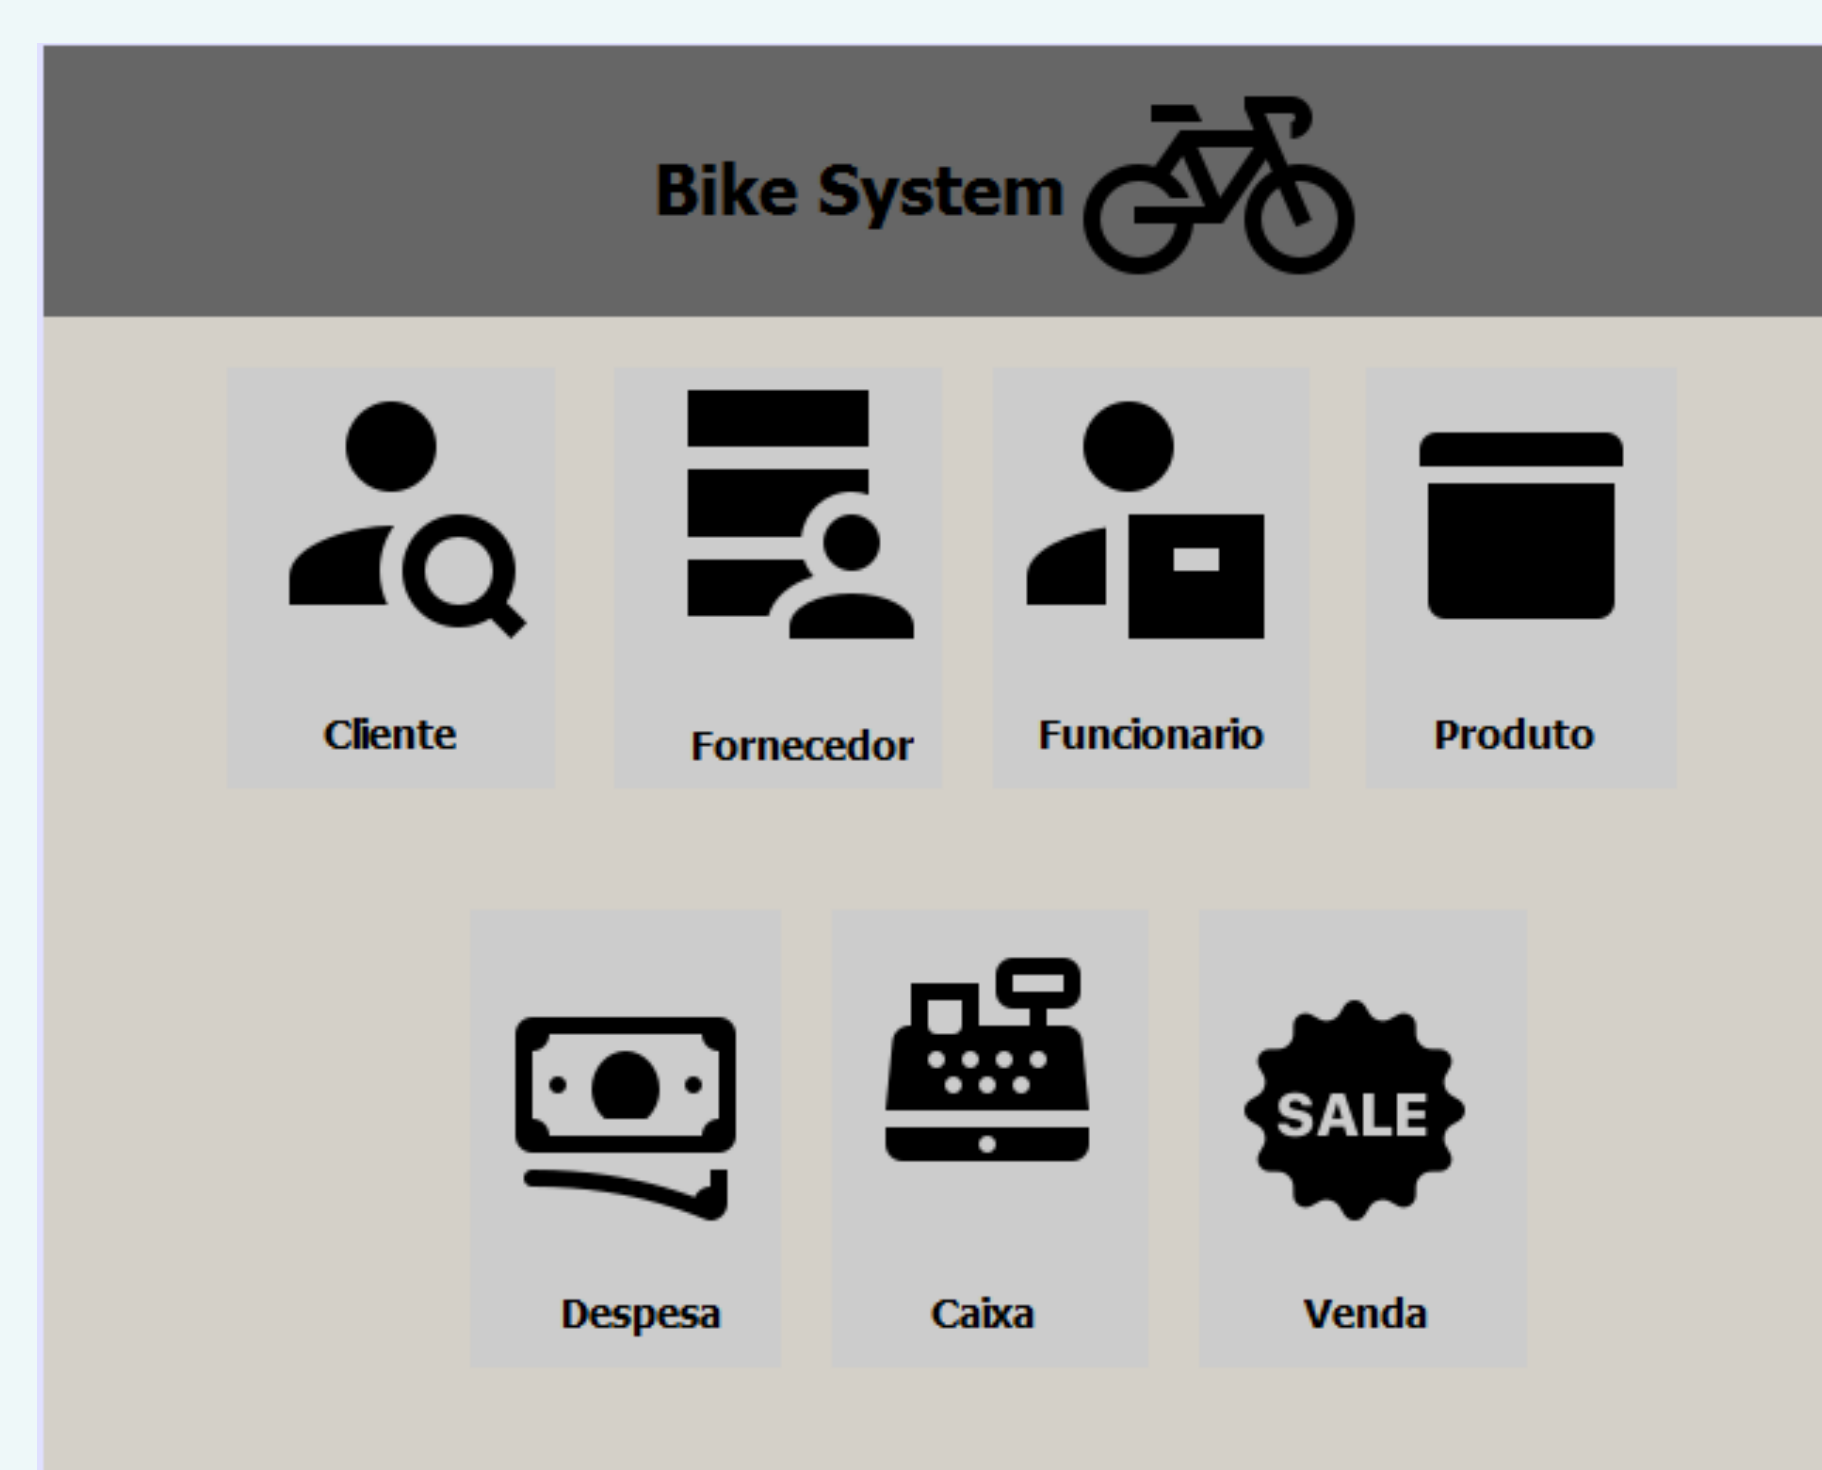 Bike System
Cliente
Fornecedor
Funcionario
Produto
SALE
Despesa
Caixa
Venda